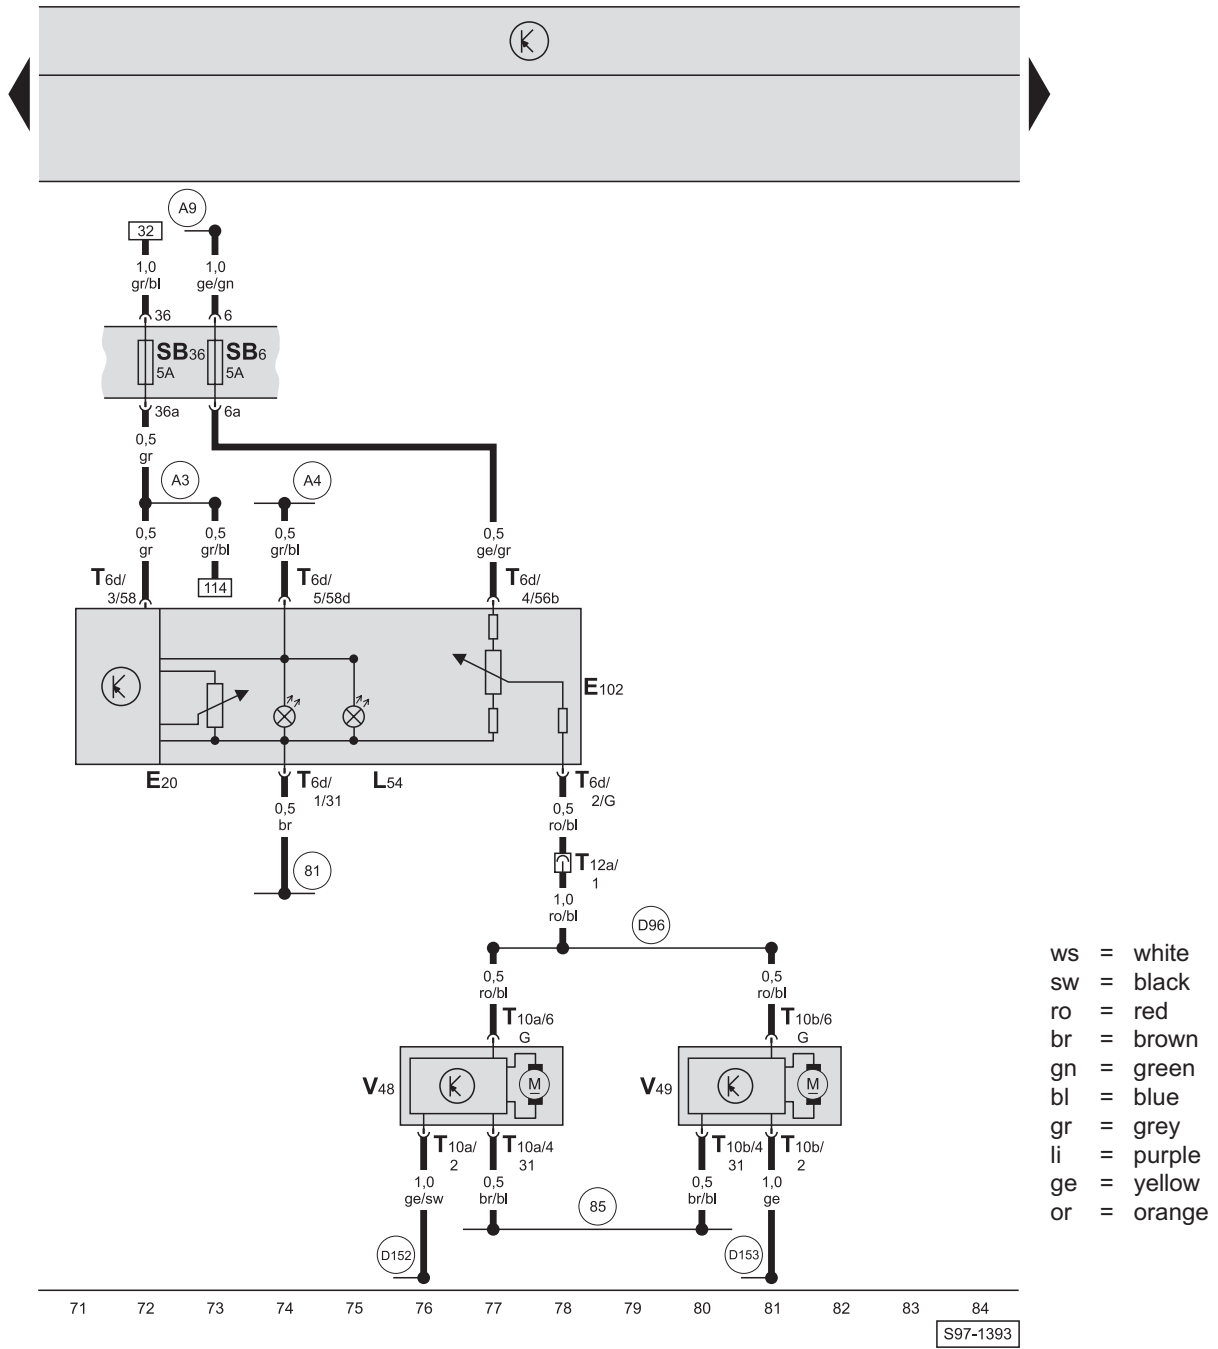 A9
32
1,0
gr/bl
1,0
ge/gn
36
6
SB36
5A
SB6
5A
36a
6a
0,5
gr
A3
A4
0,5
gr
0,5
gr/bl
0,5
gr/bl
0,5
ge/gr
T6d/
3/58
114
T6d/
5/58d
T6d/
4/56b
E102
E20
T6d/
1/31
L54
T6d/
2/G
0,5
br
0,5
ro/bl
81
T12a/
1
1,0
ro/bl
D96
0,5
ro/bl
0,5
ro/bl
T10a/6
G
T10b/6
G
V48
M
V49
M
T10a/
2
T10a/4
31
T10b/4
31
T10b/
2
1,0
ge/sw
0,5
br/bl
0,5
br/bl
1,0
ge
85
D152
D153
71 72 73 74 75 76 77 78 79 80 81 82 83 84
S97-1393
ws = white
sw = black
ro = red
br = brown
gn = green
bl = blue
gr = grey
li = purple
ge = yellow
or = orange